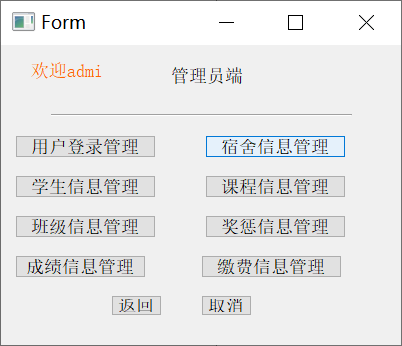 Form
欢迎admi
管理员端
用户登录管理 宿舍信息管理
学生信息管理 课程信息管理
班级信息管理 奖惩信息管理
成绩信息管理 缴费信息管理
返回 取消